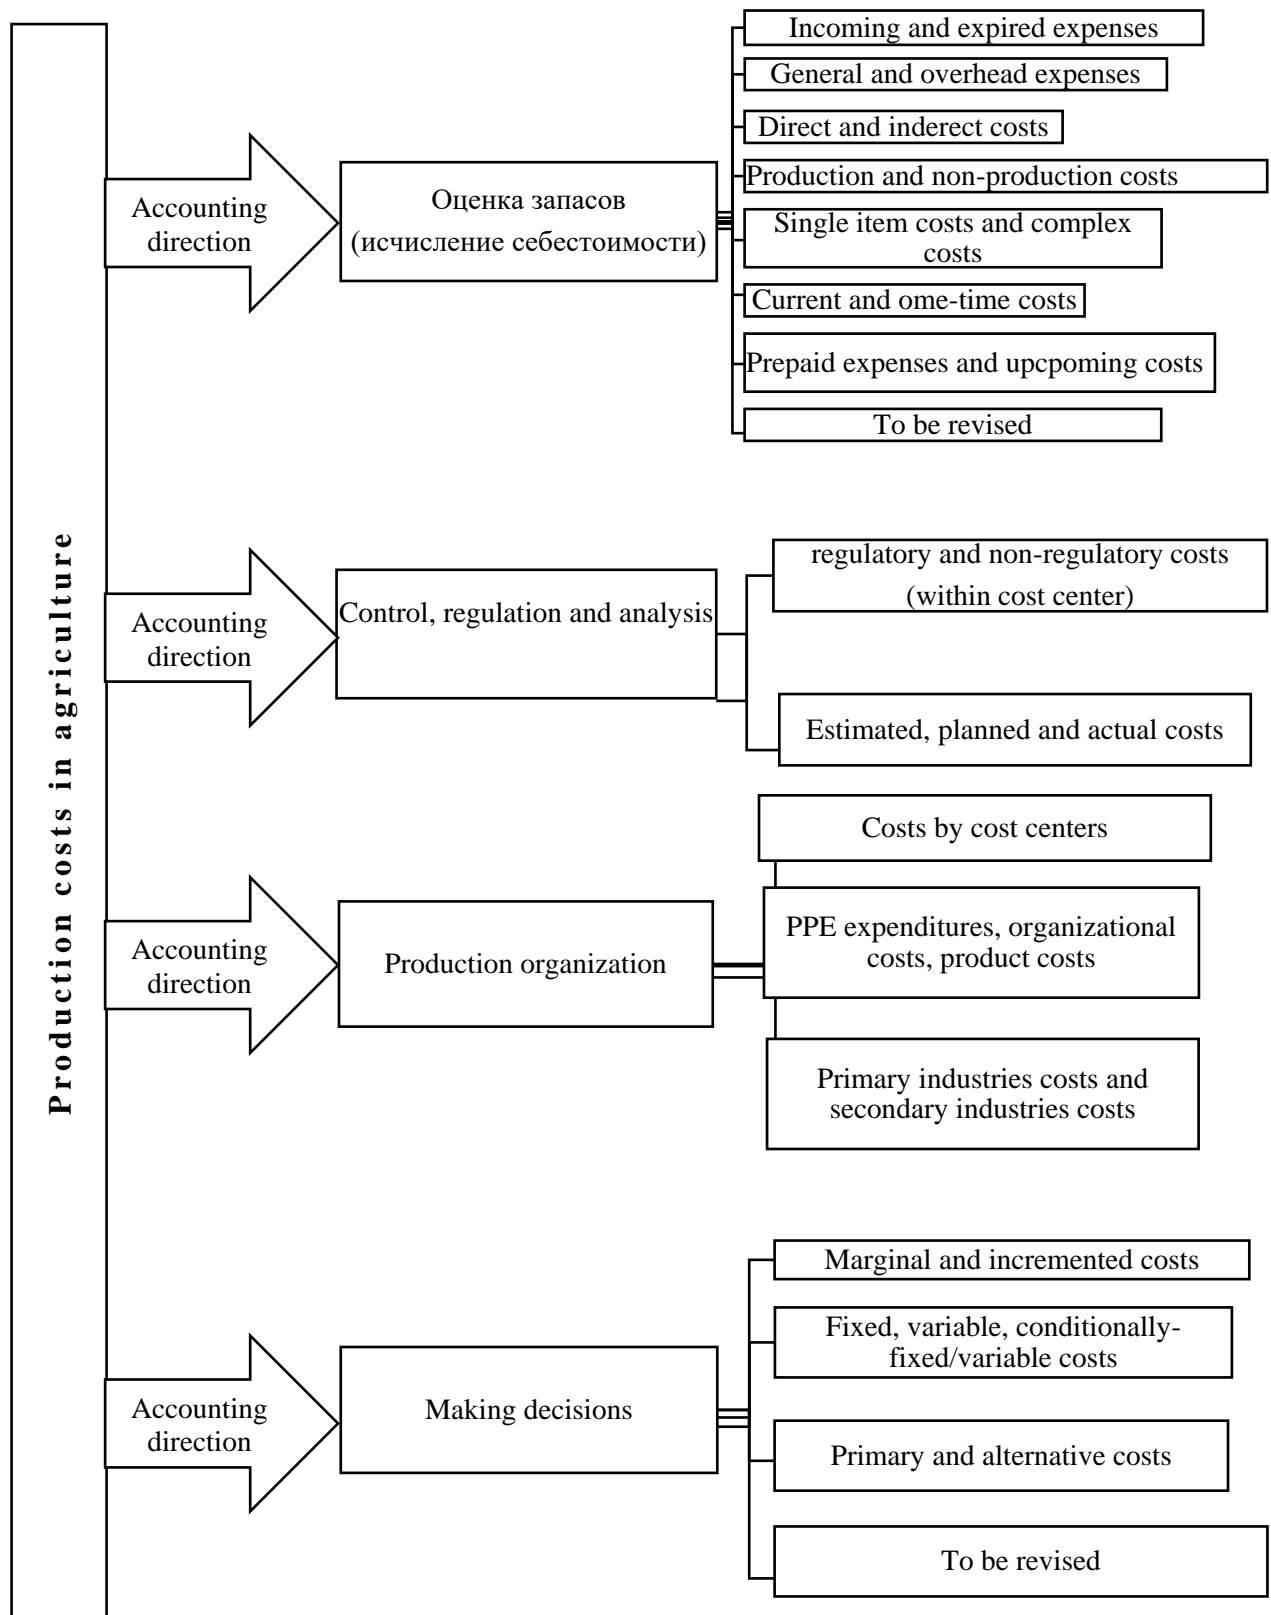 Production costs in agriculture
Accounting
direction
Оценка запасов
(исчисление себестоимости)
Incoming and expired expenses
General and overhead expenses
Direct and inderect costs
Production and non-production costs
Single item costs and complex
costs
Current and ome-time costs
Prepaid expenses and upcpoming costs
To be revised
Accounting
direction
Control, regulation and analysis
regulatory and non-regulatory costs
(within cost center)
Estimated, planned and actual costs
Accounting
direction
Production organization
Costs by cost centers
PPE expenditures, organizational
costs, product costs
Primary industries costs and
secondary industries costs
Accounting
direction
Making decisions
Marginal and incremented costs
Fixed, variable, conditionally-
fixed/variable costs
Primary and alternative costs
To be revised